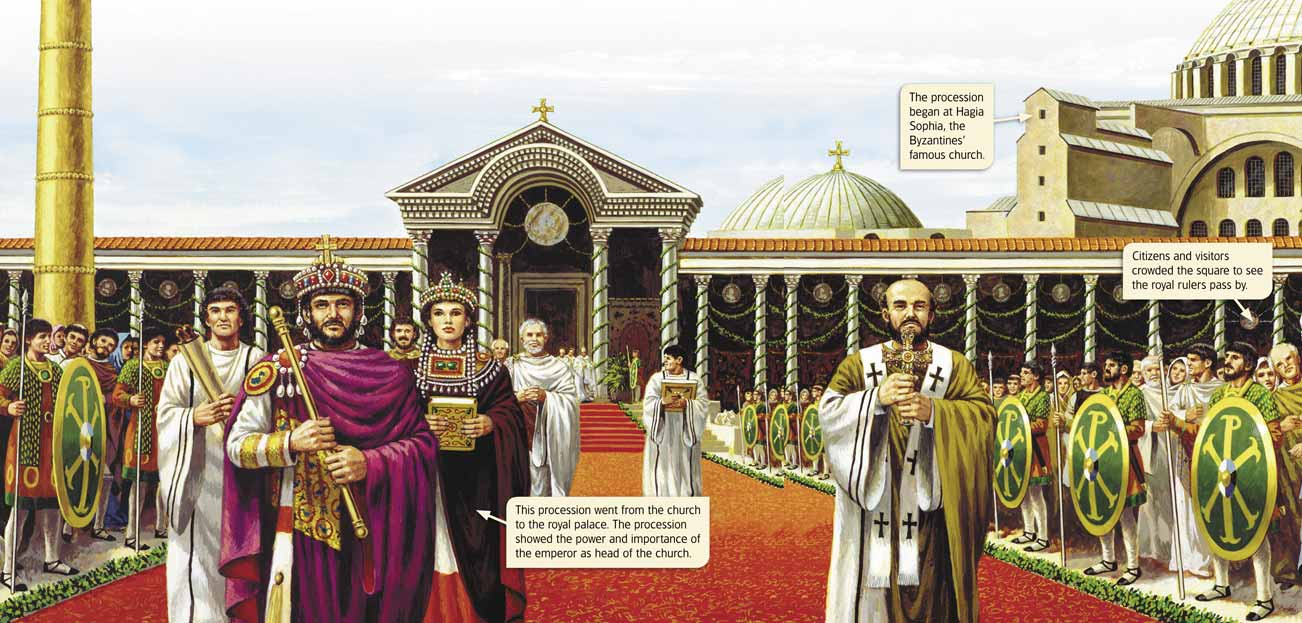 The procession
began at Hagia
Sophia, the
Byzantines’
famous church.
Citizens and visitors
crowded the square to see
the royal rulers pass by.
This procession went from the church
to the royal palace. The procession
showed the power and importance of
the emperor as head of the church.